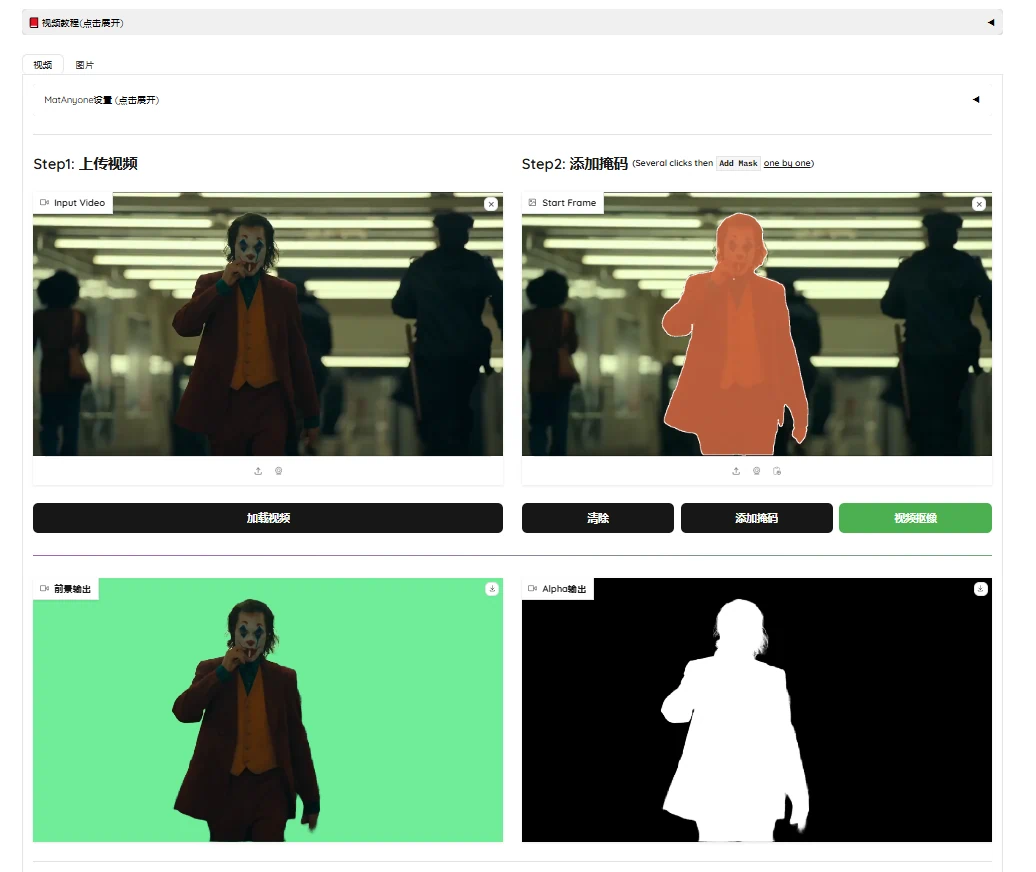 视频教程(点击展开)
视频
图片
MatAnyone设置 (点击展开)
Step1: 上传视频
Step2: 添加掩码 (Several clicks then Add Mask one by one)
Input Video
Start Frame
加载视频
清除
添加掩码
视频抠像
前景输出
Alpha输出